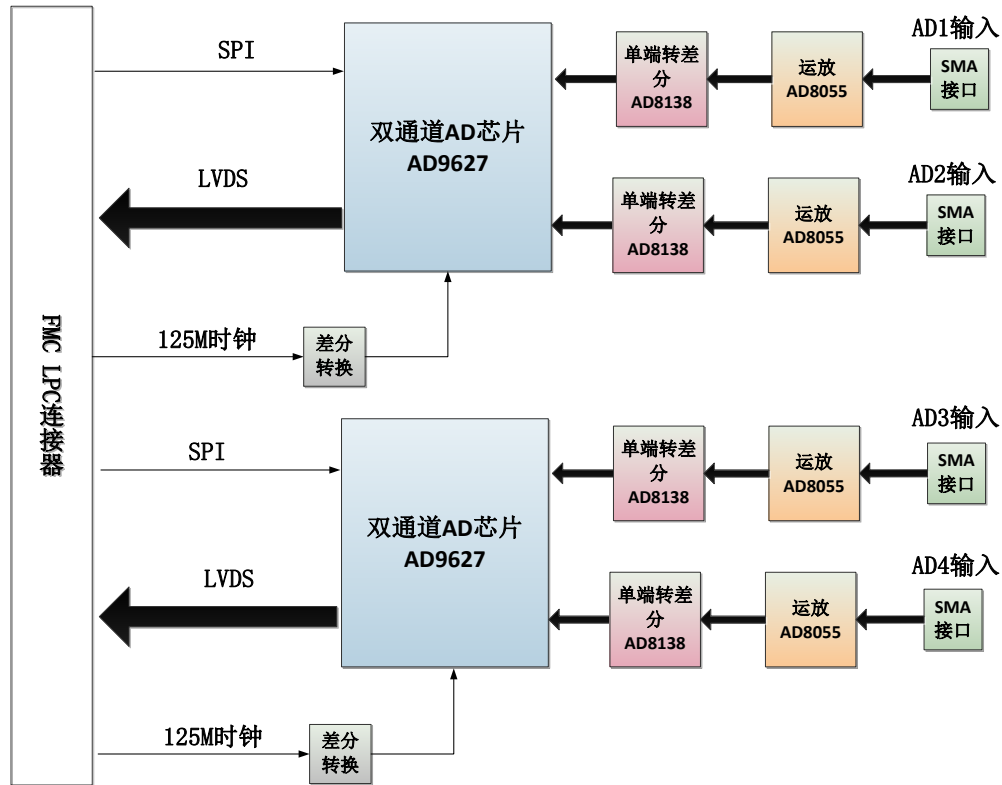 FMC LPC连接器
SPI
LVDS
125M时钟
差分
转换
双通道AD芯片
AD9627
单端转差
分
AD8138
运放
AD8055
AD1输入
SMA
接口
单端转差
分
AD8138
运放
AD8055
AD2输入
SMA
接口
SPI
LVDS
125M时钟
差分
转换
双通道AD芯片
AD9627
单端转差
分
AD8138
运放
AD8055
AD3输入
SMA
接口
单端转差
分
AD8138
运放
AD8055
AD4输入
SMA
接口